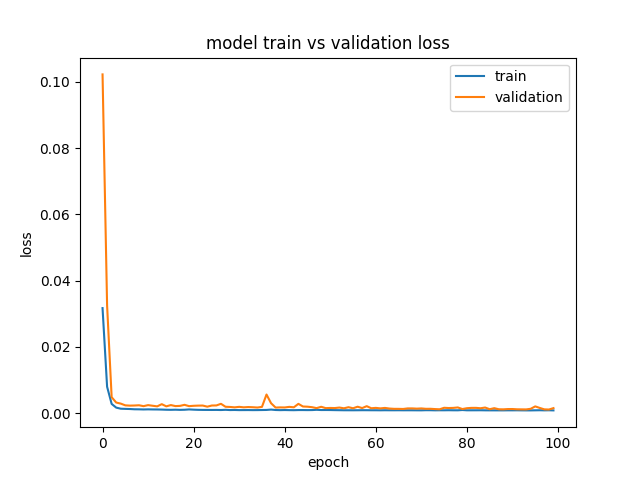 model train vs validation loss
train
validation
loss
0.10
0.08
0.06
0.04
0.02
0.00
0 20 40 60 80 100
epoch